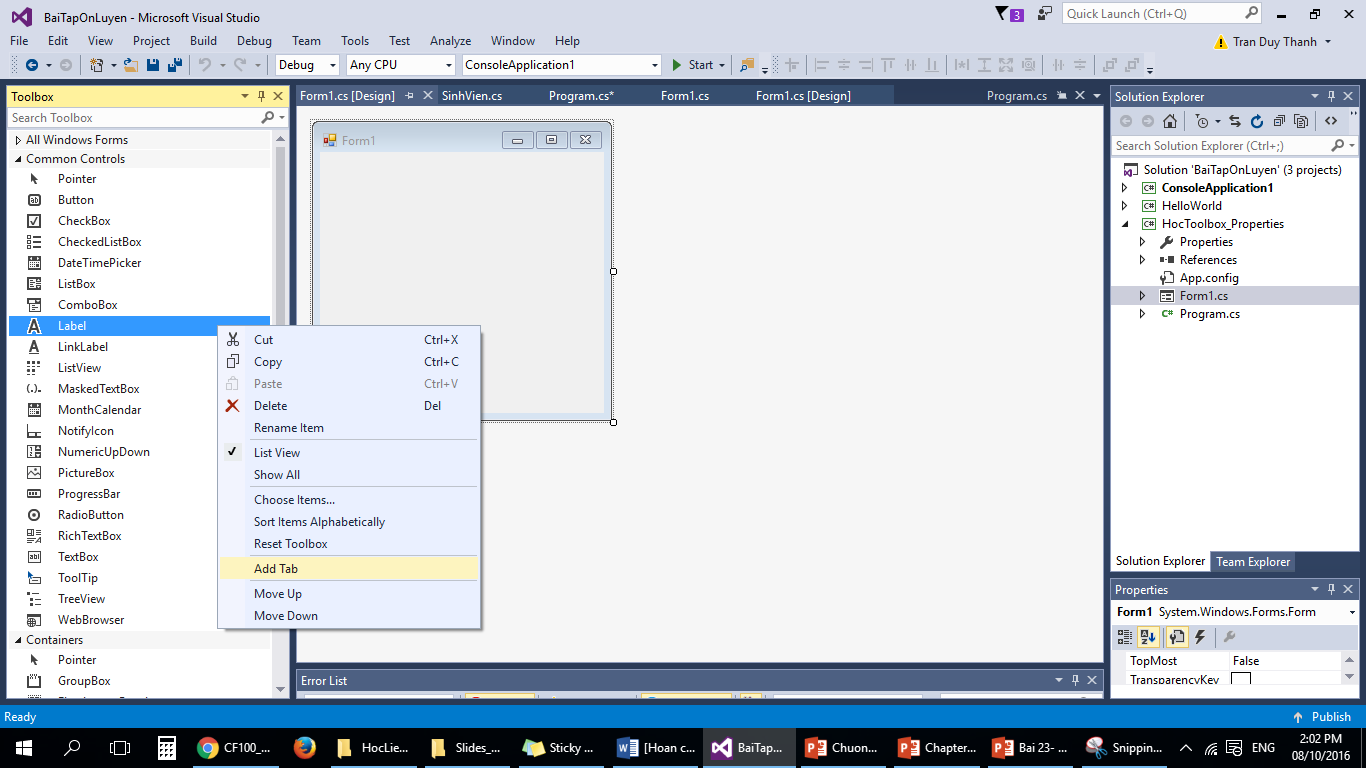 BaiTapOnLuyen - Microsoft Visual Studio
3
Quick Launch (Ctrl+Q)
File Edit View Project Build Debug Team Tools Test Analyze Window Help
Tran Duy Thanh
Debug Any CPU ConsoleApplication1 Start
Toolbox
Search Toolbox
All Windows Forms
Common Controls
Pointer
Button
CheckBox
CheckedListBox
DateTimePicker
ListBox
ComboBox
Label
LinkLabel
ListView
MaskedTextBox
MonthCalendar
NotifyIcon
NumericUpDown
PictureBox
ProgressBar
RadioButton
RichTextBox
TextBox
ToolTip
TreeView
WebBrowser
Containers
Pointer
GroupBox
Form1.cs [Design] SinhVien.cs Program.cs* Form1.cs Form1.cs [Design] Program.cs
Form1
Cut Ctrl+X
Copy Ctrl+C
Paste Ctrl+V
Delete Del
Rename Item
List View
Show All
Choose Items...
Sort Items Alphabetically
Reset Toolbox
Add Tab
Move Up
Move Down
Error List
Solution Explorer
Search Solution Explorer (Ctrl+;)
Solution 'BaiTapOnLuyen' (3 projects)
ConsoleApplication1
HelloWorld
HocToolbox_Properties
Properties
References
App.config
Form1.cs
Program.cs
Solution Explorer Team Explorer
Properties
Form1 System.Windows.Forms.Form
TopMost False
TransparencyKey
Ready
Publish
CF100_... HocLie... Slides_... Sticky ... [Hoan c... BaiTap... Chuon... Chapter... Bai 23- ... Snippin... ENG
2:02 PM
08/10/2016